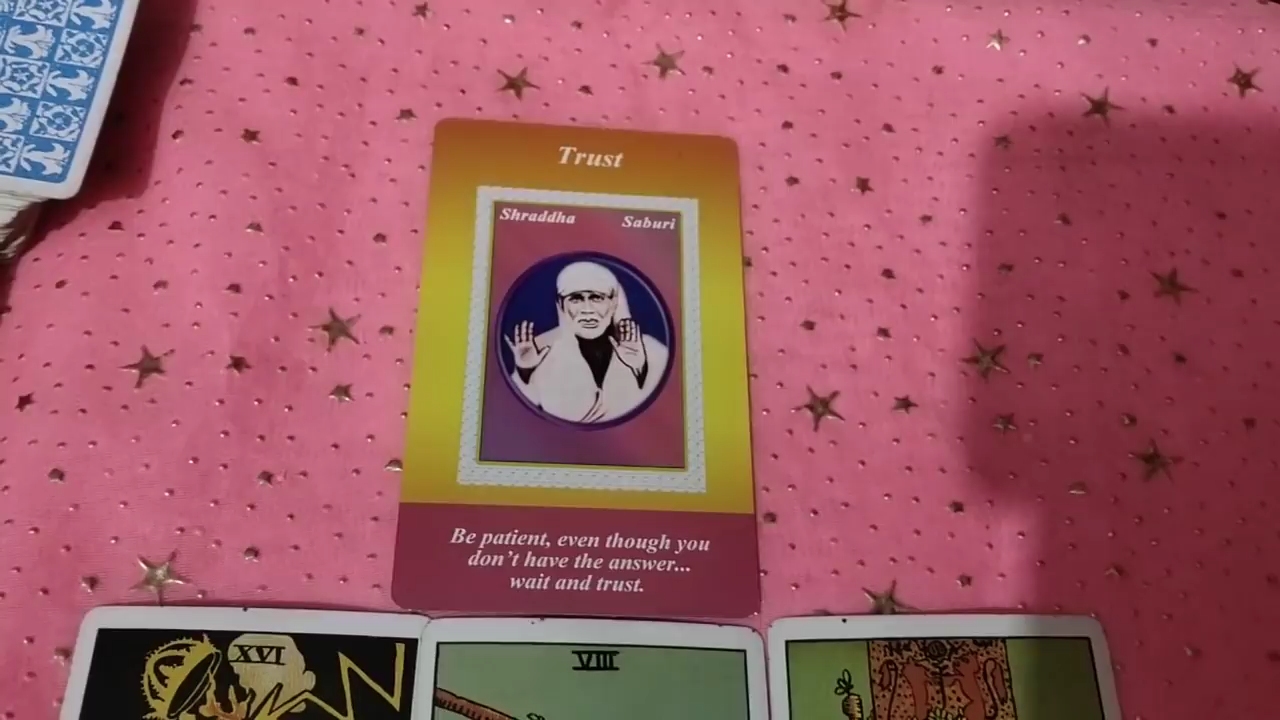 Trust
Shraddha Saburi
Be patient, even though you
don't have the answer...
wait and trust.
XVI
VIII